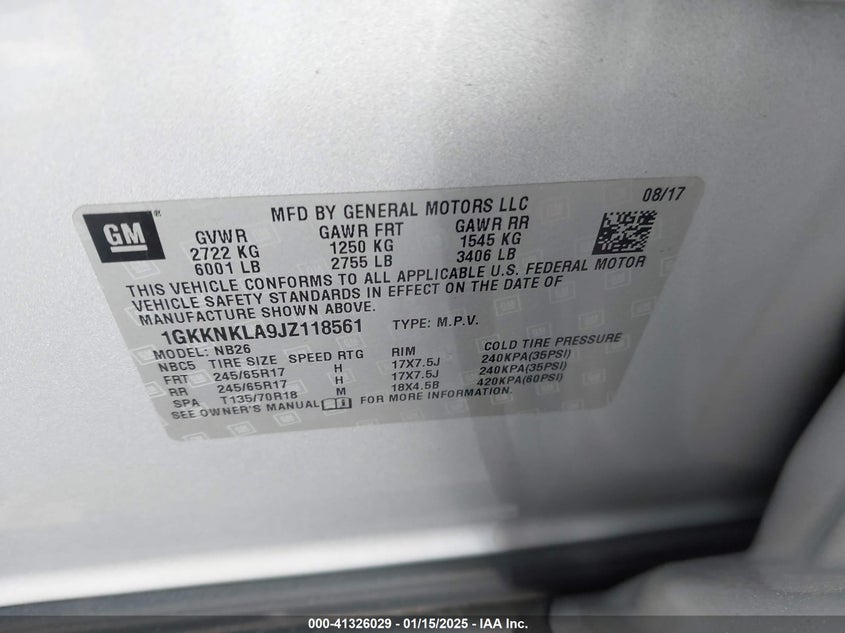 GM
MFD BY GENERAL MOTORS LLC
08/17
GVWR GAWR FRT GAWR RR
2722 KG 1250 KG 1545 KG
6001 LB 2755 LB 3406 LB
THIS VEHICLE CONFORMS TO ALL APPLICABLE U.S. FEDERAL MOTOR
VEHICLE SAFETY STANDARDS IN EFFECT ON THE DATE OF
MANUFACTURE SHOWN ABOVE.
1GKKNKLA9JZ118561 TYPE: M.P.V.
MODEL: NB26
NBC5 TIRE SIZE SPEED RTG RIM COLD TIRE PRESSURE
FRT 245/65R17 H 17X7.5J 240KPA(35PSI)
RR 245/65R17 H 17X7.5J 240KPA(35PSI)
SPA T135/70R18 M 18X4.5B 420KPA(60PSI)
SEE OWNER'S MANUAL FOR MORE INFORMATION.
000-41326029 - 01/15/2025 - IAA Inc.